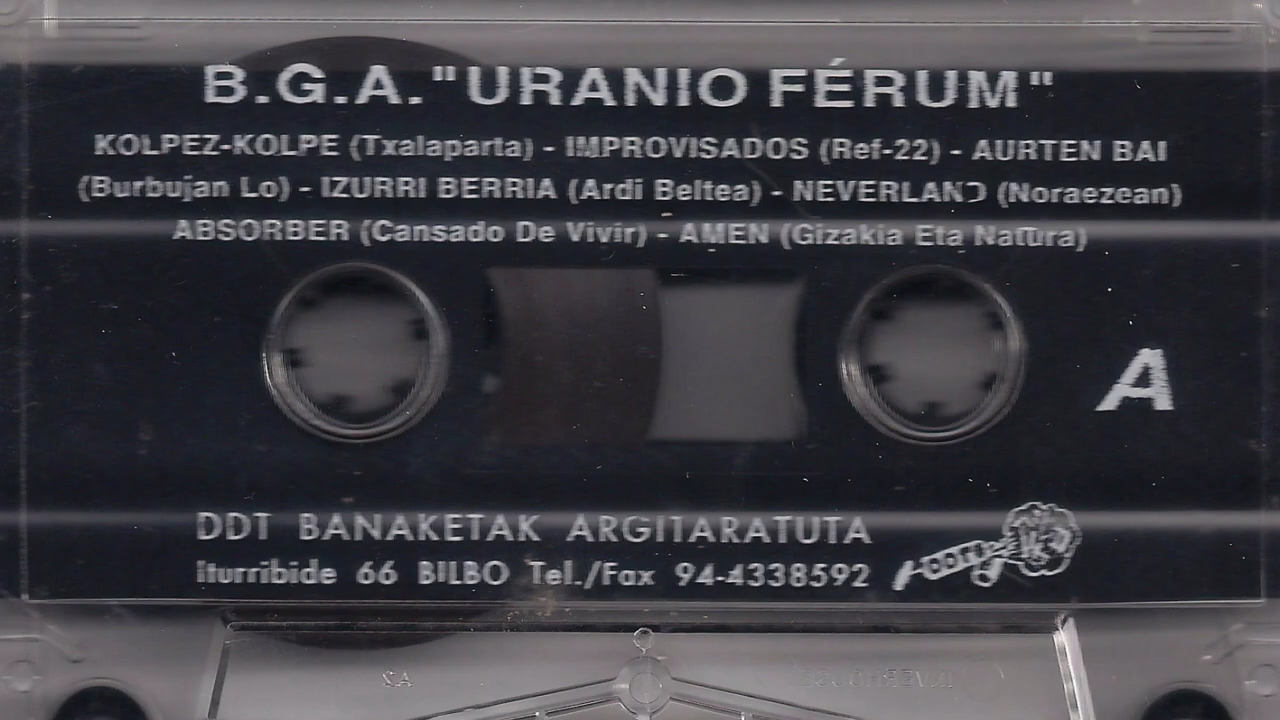 B.G.A. "URANIO FÉRUM"
KOLPEZ-KOLPE (Txalaparta) - IMPROVISADOS (Ref-22) - AURTEN BAI
(Burbujan Lo) - IZURRI BERRIA (Ardi Beltea) - NEVERLAND (Noraezean)
ABSORBER (Cansado De Vivir) - AMEN (Gizakia Eta Natura)
A
DDT BANAKETAK ARGITARATUTA
Iturribide 66 BILBO Tel./Fax 94-4338592